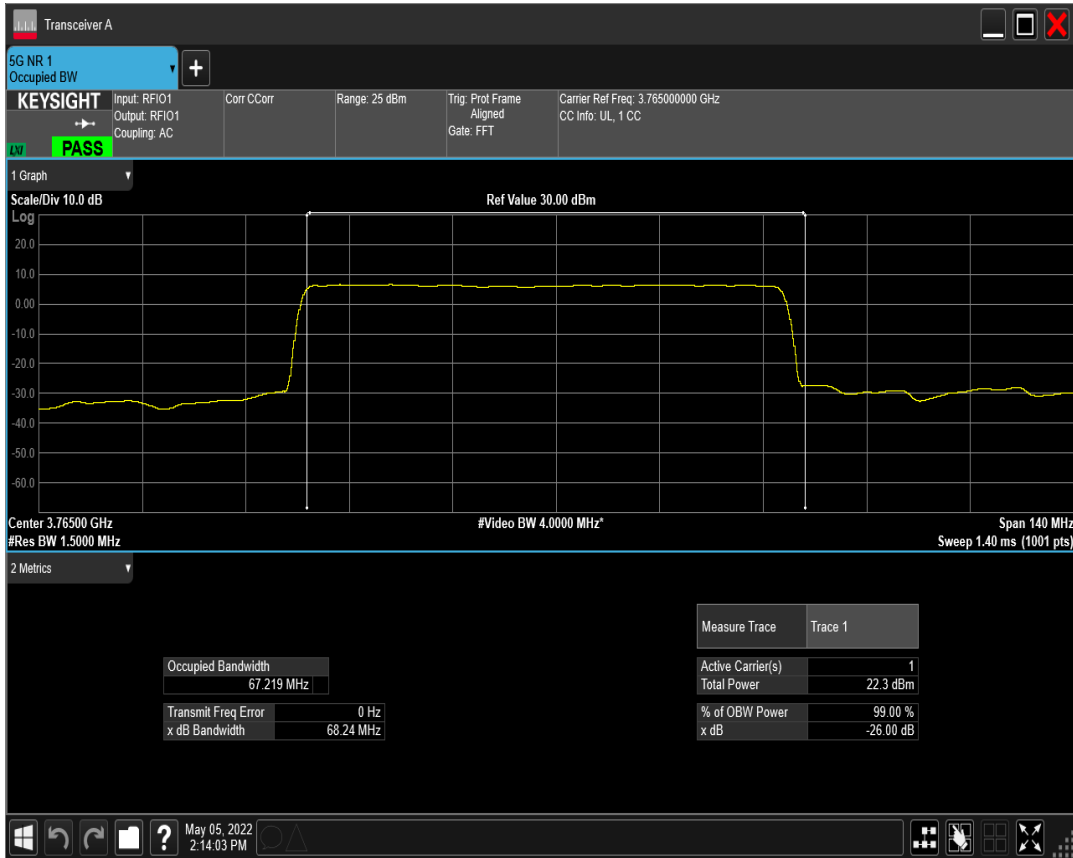 Transceiver A
5G NR 1
Occupied BW
KEYSIGHT
LXI
PASS
Input: RFIO1
Output: RFIO1
Coupling: AC
Corr CCorr
Range: 25 dBm
Trig: Prot Frame
Aligned
Gate: FFT
Carrier Ref Freq: 3.765000000 GHz
CC Info: UL, 1 CC
1 Graph
Scale/Div 10.0 dB
Ref Value 30.00 dBm
Log
20.0
10.0
0.00
-10.0
-20.0
-30.0
-40.0
-50.0
-60.0
Center 3.76500 GHz
#Video BW 4.0000 MHz*
Span 140 MHz
#Res BW 1.5000 MHz
Sweep 1.40 ms (1001 pts)
2 Metrics
Measure Trace Trace 1
Occupied Bandwidth
67.219 MHz
Active Carrier(s) 1
Total Power 22.3 dBm
Transmit Freq Error 0 Hz
x dB Bandwidth 68.24 MHz
% of OBW Power 99.00 %
x dB -26.00 dB
?
May 05, 2022
2:14:03 PM